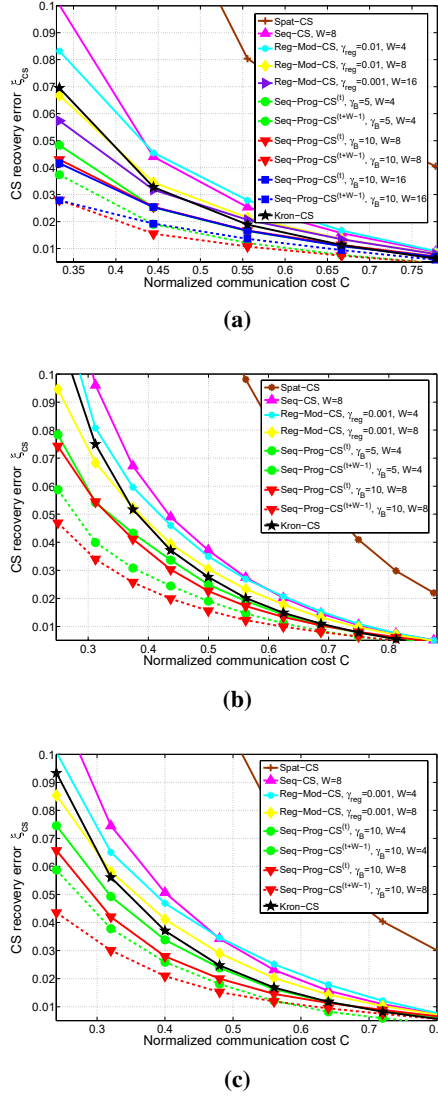 0.1
0.09
0.08
0.07
0.06
0.05
0.04
0.03
0.02
0.01
CS recovery error ξcs
Spat−CS
Seq−CS, W=8
Reg−Mod−CS, γreg=0.01, W=4
Reg−Mod−CS, γreg=0.01, W=8
Reg−Mod−CS, γreg=0.001, W=16
Seq−Prog−CS(t), γB=5, W=4
Seq−Prog−CS(t+W−1), γB=5, W=4
Seq−Prog−CS(t), γB=10, W=8
Seq−Prog−CS(t+W−1), γB=10, W=8
Seq−Prog−CS(t), γB=10, W=16
Seq−Prog−CS(t+W−1), γB=10, W=16
Kron−CS
0.35 0.4 0.45 0.5 0.55 0.6 0.65 0.7 0.75
Normalized communication cost C
(a)
0.1
0.09
0.08
0.07
0.06
0.05
0.04
0.03
0.02
0.01
CS recovery error ξcs
Spat−CS
Seq−CS, W=8
Reg−Mod−CS, γreg=0.001, W=4
Reg−Mod−CS, γreg=0.001, W=8
Seq−Prog−CS(t), γB=5, W=4
Seq−Prog−CS(t+W−1), γB=5, W=4
Seq−Prog−CS(t), γB=10, W=8
Seq−Prog−CS(t+W−1), γB=10, W=8
Kron−CS
0.3 0.4 0.5 0.6 0.7 0.8
Normalized communication cost C
(b)
0.1
0.09
0.08
0.07
0.06
0.05
0.04
0.03
0.02
0.01
CS recovery error ξcs
Spat−CS
Seq−CS, W=8
Reg−Mod−CS, γreg=0.001, W=4
Reg−Mod−CS, γreg=0.001, W=8
Seq−Prog−CS(t), γB=10, W=4
Seq−Prog−CS(t+W−1), γB=10, W=4
Seq−Prog−CS(t), γB=10, W=8
Seq−Prog−CS(t+W−1), γB=10, W=8
Kron−CS
0.3 0.4 0.5 0.6 0.7
Normalized communication cost C
(c)